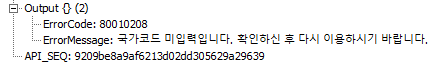 Output {} (2)
ErrorCode: 80010208
ErrorMessage: 국가코드 미입력입니다. 확인하신 후 다시 이용하시기 바랍니다.
API_SEQ: 9209be8a9af6213d02dd305629a29639